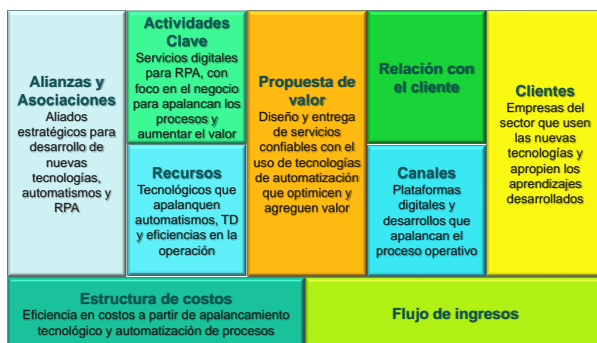 Alianzas y
Asociaciones
Aliados
estratégicos para
desarrollo de
nuevas
tecnologías,
automatismos y
RPA
Actividades
Clave
Servicios digitales
para RPA, con
foco en el negocio
para apalancan los
procesos y
aumentar el valor
Recursos
Tecnológicos que
apalanquen
automatismos, TD
y eficiencias en la
operación
Propuesta de
valor
Diseño y entrega
de servicios
confiables con el
uso de tecnologías
de automatización
que optimicen y
agreguen valor
Relación con
el cliente
Canales
Plataformas
digitales y
desarrollos que
apalancan el
proceso operativo
Clientes
Empresas del
sector que usen
las nuevas
tecnologías y
apropien los
aprendizajes
desarrollados
Estructura de costos
Eficiencia en costos a partir de apalancamiento
tecnológico y automatización de procesos
Flujo de ingresos